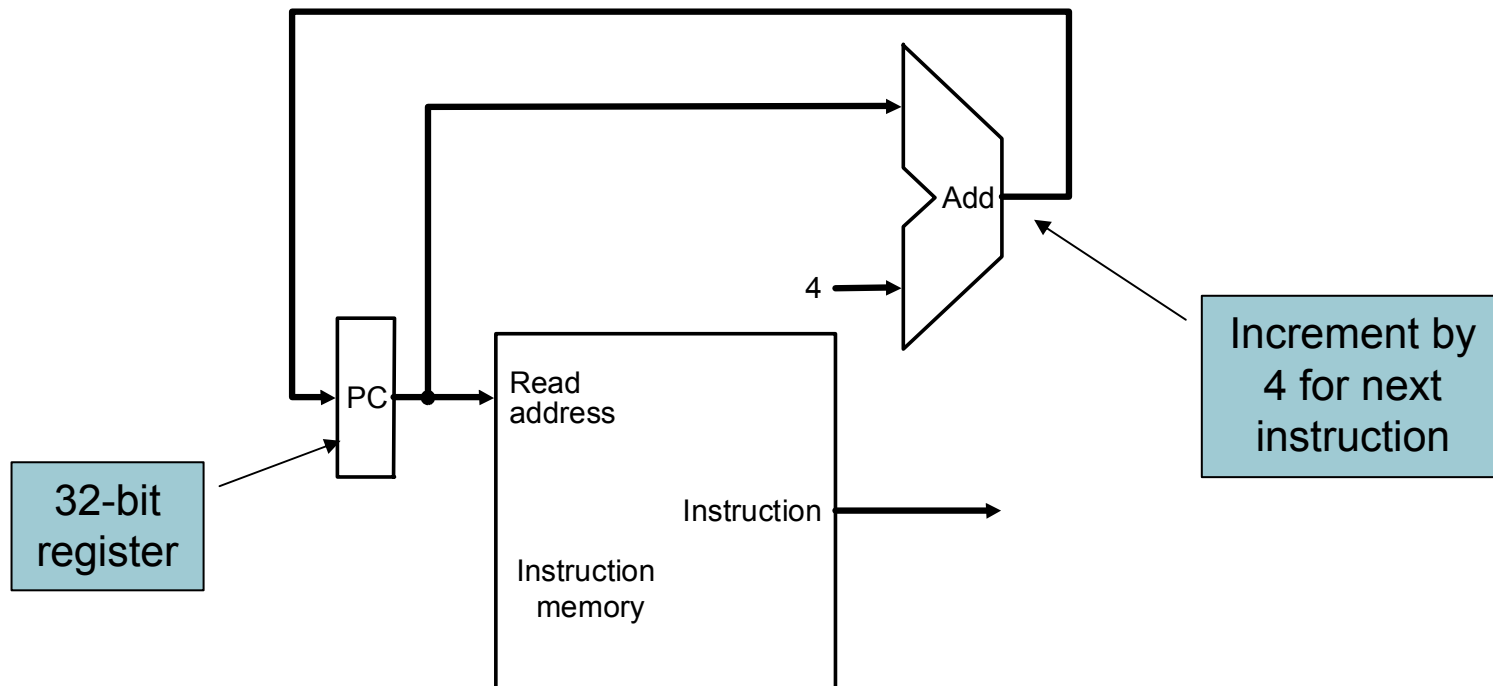 Add
4
Increment by
4 for next
instruction
PC
Read
address
32-bit
register
Instruction
Instruction
memory